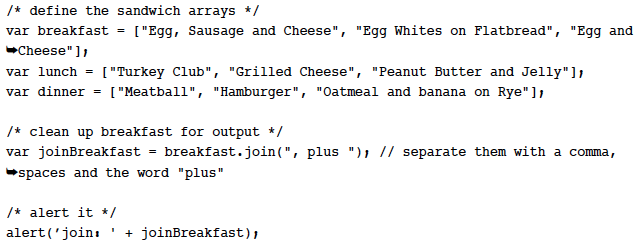 /* define the sandwich arrays */
var breakfast = ["Egg, Sausage and Cheese", "Egg Whites on Flatbread", "Egg and
➥Cheese"];
var lunch = ["Turkey Club", "Grilled Cheese", "Peanut Butter and Jelly"];
var dinner = ["Meatball", "Hamburger", "Oatmeal and banana on Rye"];
/* clean up breakfast for output */
var joinBreakfast = breakfast.join(", plus "); // separate them with a comma,
➥spaces and the word "plus"
/* alert it */
alert('join: ' + joinBreakfast);